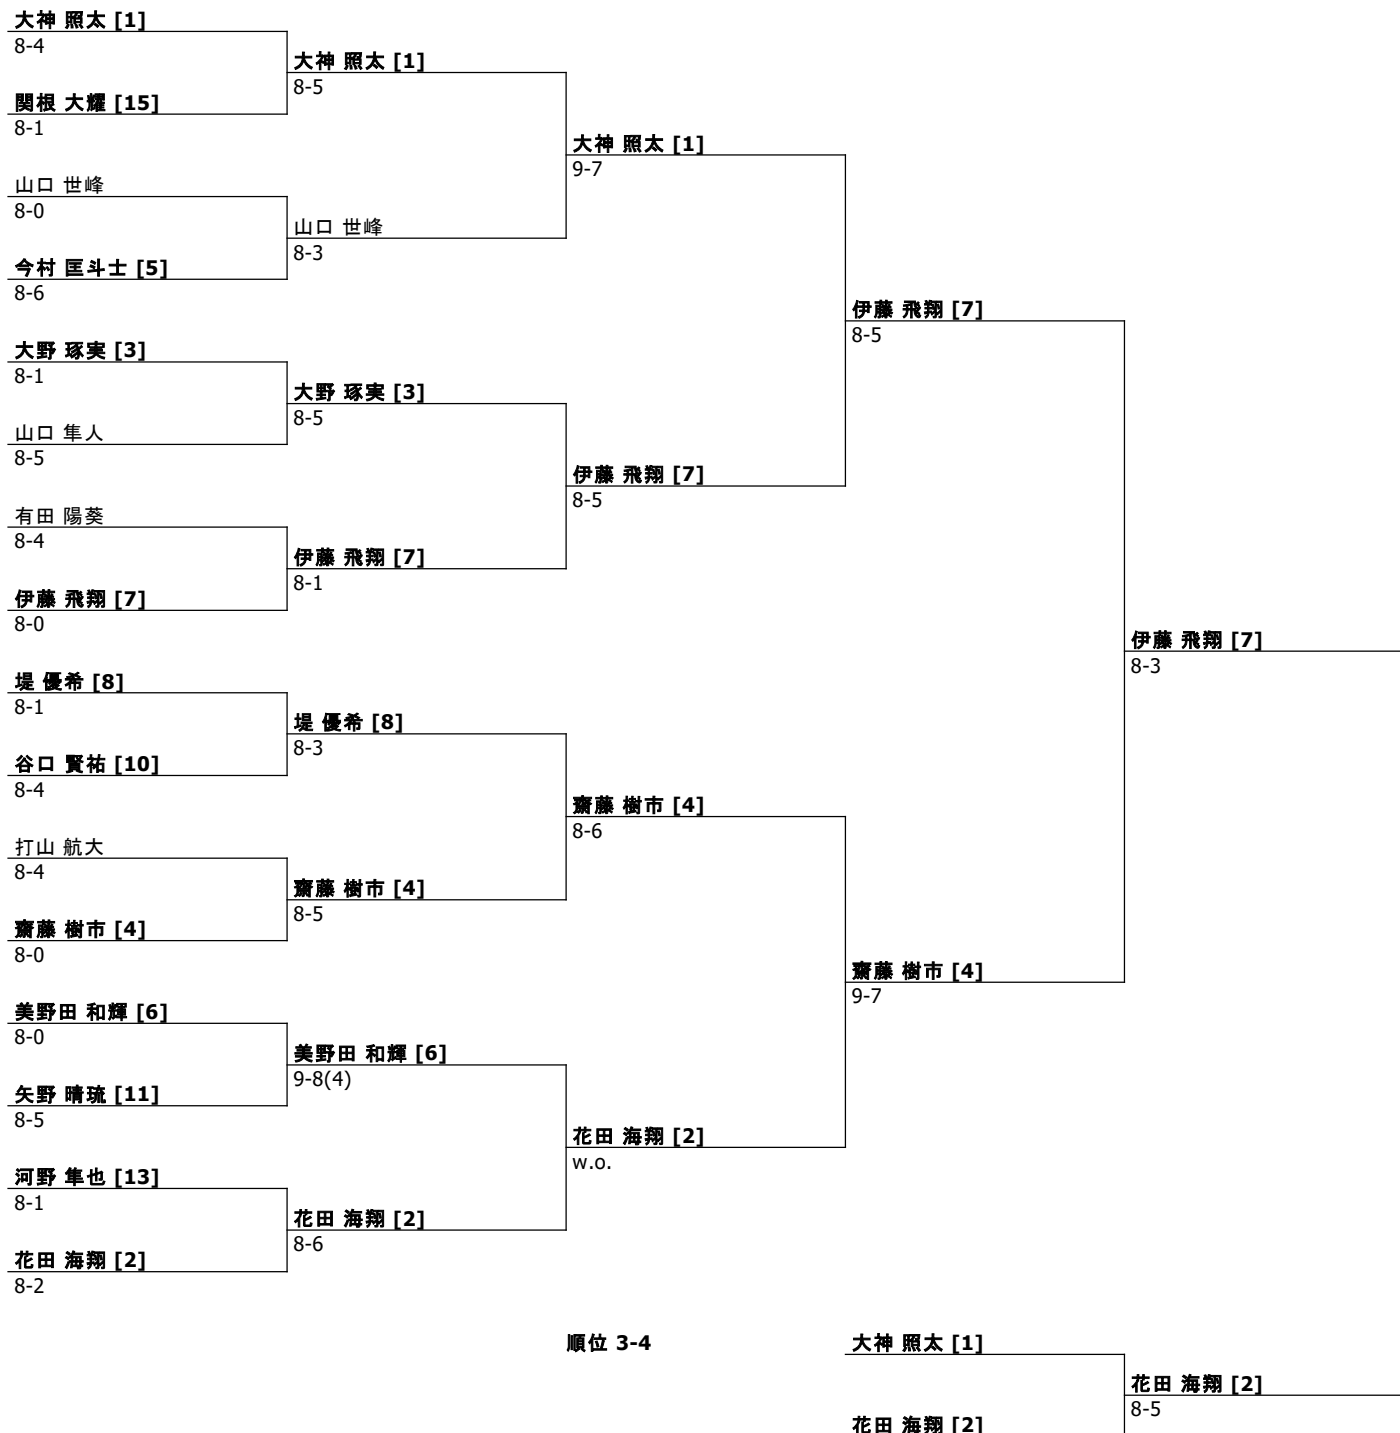 大神 照太 [1]
8-4
大神 照太 [1]
8-5
関根 大耀 [15]
8-1
大神 照太 [1]
9-7
山口 世峰
8-0
山口 世峰
8-3
今村 匡斗士 [5]
8-6
伊藤 飛翔 [7]
8-5
大野 琢実 [3]
8-1
大野 琢実 [3]
8-5
山口 隼人
8-5
伊藤 飛翔 [7]
8-5
有田 陽葵
8-4
伊藤 飛翔 [7]
8-1
伊藤 飛翔 [7]
8-0
伊藤 飛翔 [7]
8-3
堤 優希 [8]
8-1
堤 優希 [8]
8-3
谷口 賢祐 [10]
8-4
齋藤 樹市 [4]
8-6
打山 航大
8-4
齋藤 樹市 [4]
8-5
齋藤 樹市 [4]
8-0
齋藤 樹市 [4]
9-7
美野田 和輝 [6]
8-0
美野田 和輝 [6]
9-8(4)
矢野 晴琉 [11]
8-5
花田 海翔 [2]
w.o.
河野 隼也 [13]
8-1
花田 海翔 [2]
8-6
花田 海翔 [2]
8-2
順位 3-4
大神 照太 [1]
花田 海翔 [2]
8-5
花田 海翔 [2]